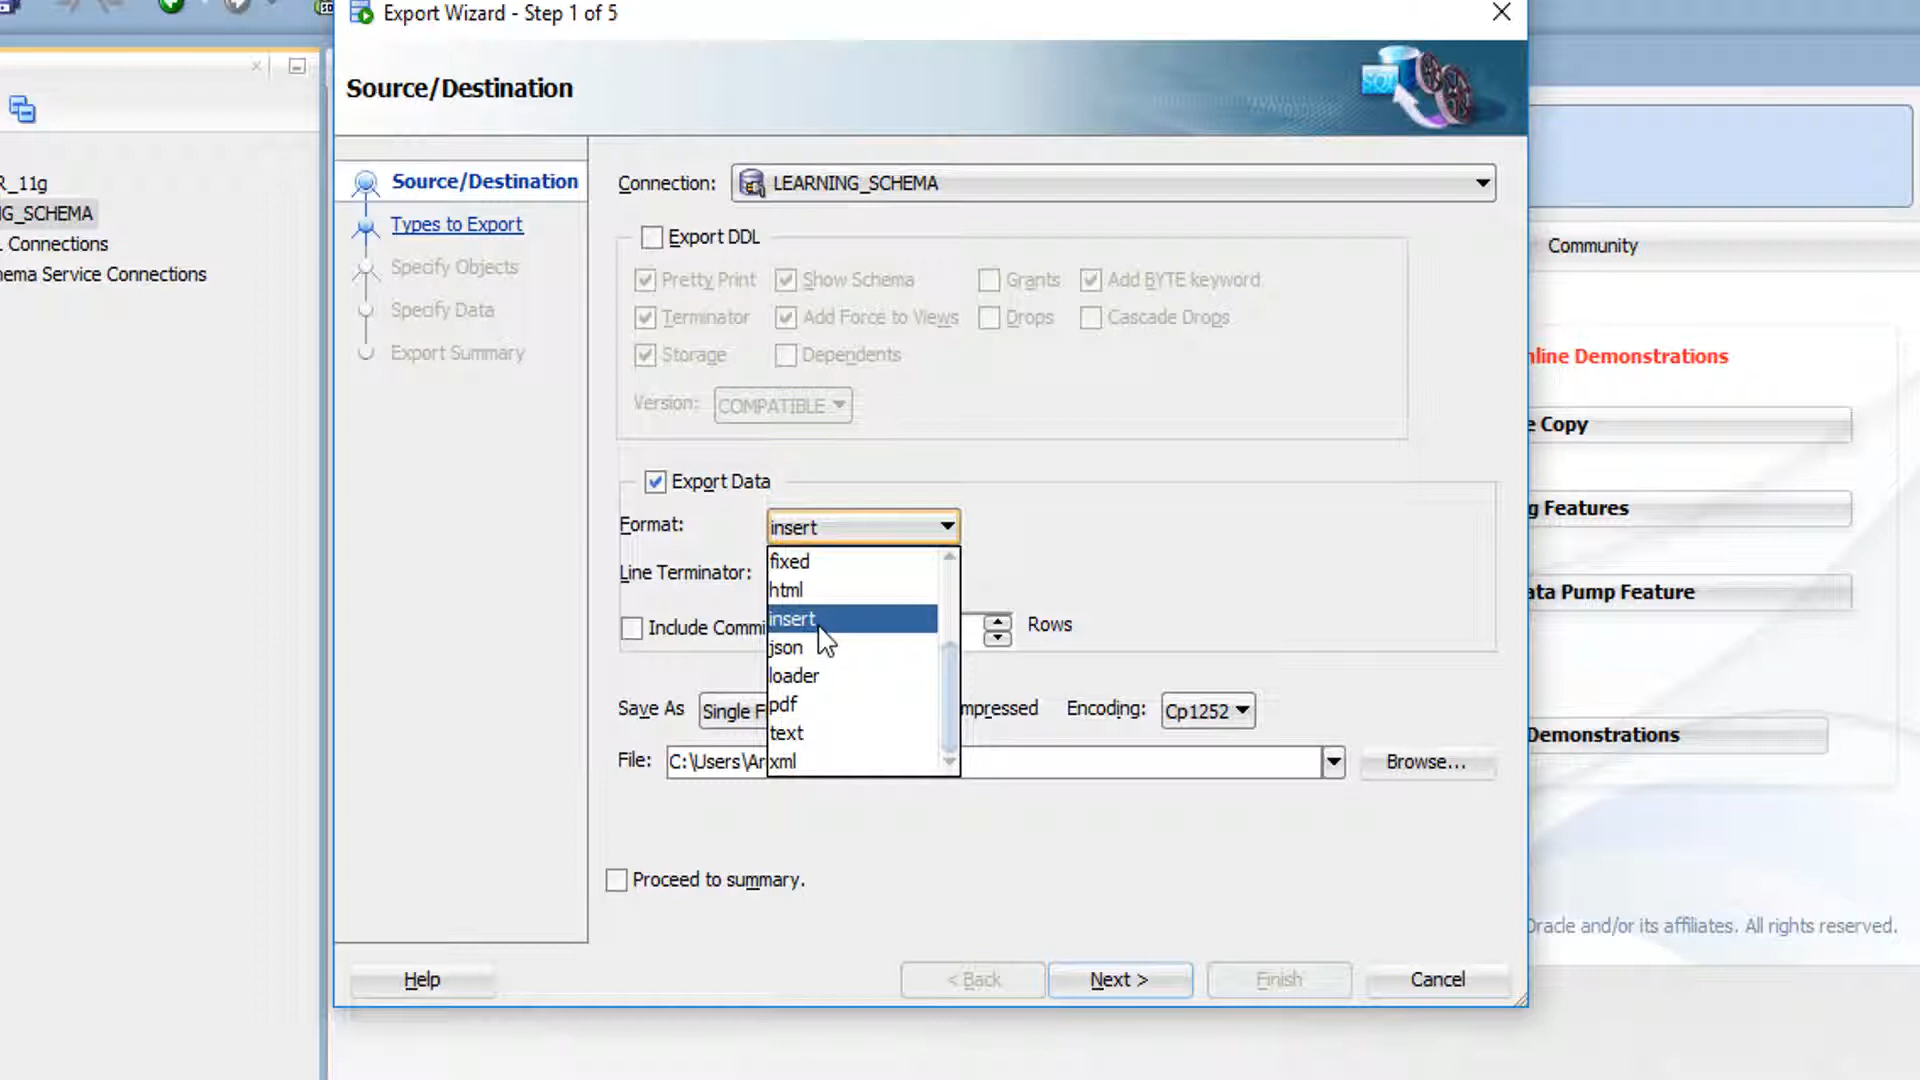 Export Wizard - Step 1 of 5
Source/Destination
SQL
R_11g
G_SCHEMA
Connections
ema Service Connections
Source/Destination
Types to Export
Specify Objects
Specify Data
Export Summary
Connection: LEARNING_SCHEMA
Export DDL
Pretty Print Show Schema Grants Add BYTE keyword
Terminator Add Force to Views Drops Cascade Drops
Storage Dependents
Version: COMPATIBLE
Export Data
Format: insert
fixed
Line Terminator:
html
insert
Include Commi Rows
json
loader
pdf
Save As Single F mpressed Encoding: Cp1252
text
File: C:\Users\Ar Browse...
xml
Proceed to summary.
Help < Back Next > Finish Cancel
Community
nline Demonstrations
e Copy
g Features
ata Pump Feature
Demonstrations
Oracle and/or its affiliates. All rights reserved.